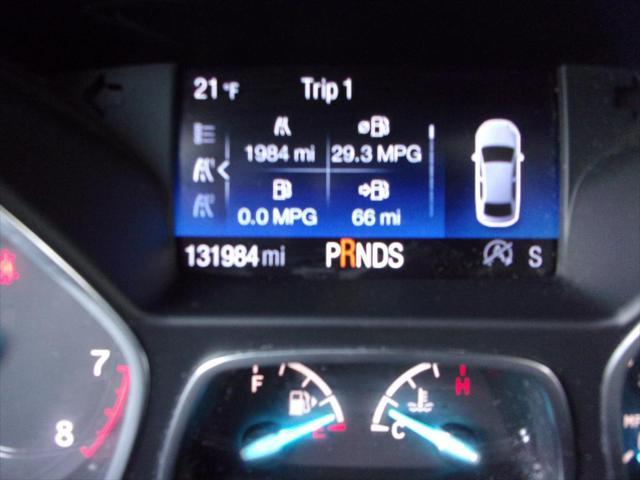 21 °F Trip 1
1984 mi 29.3 MPG
0.0 MPG 66 mi
131984 mi PRNDS S
F H
7
8
C